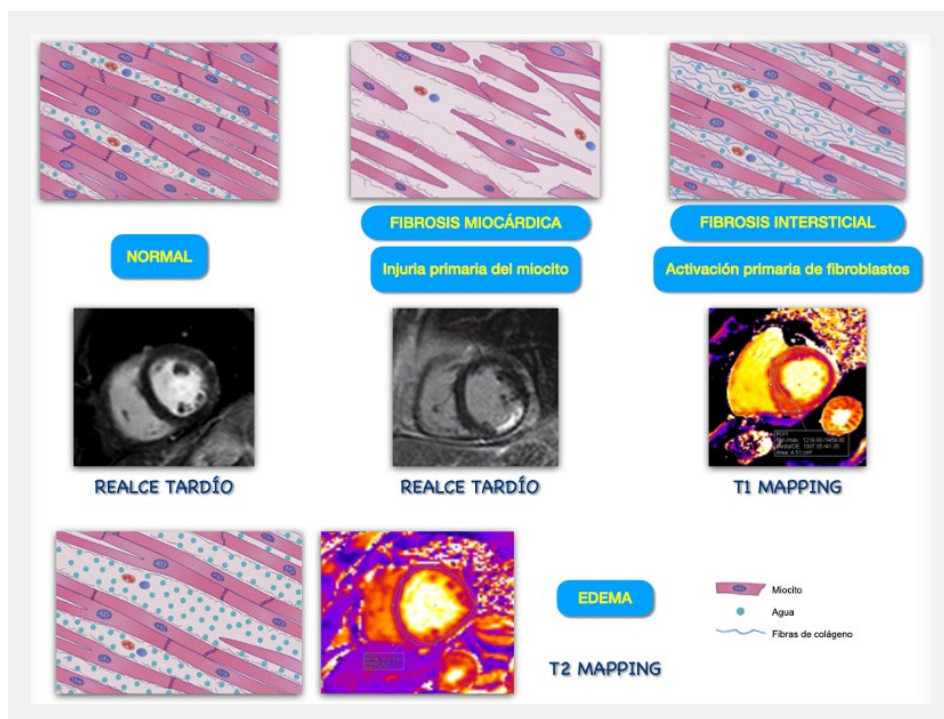 FIBROSIS MIOCÁRDICA
FIBROSIS INTERSTICIAL
NORMAL
Injuria primaria del miocito
Activación primaria de fibroblastos
REALCE TARDÍO
REALCE TARDÍO
T1 MAPPING
EDEMA
Miocito
Agua
Fibras de colágeno
T2 MAPPING